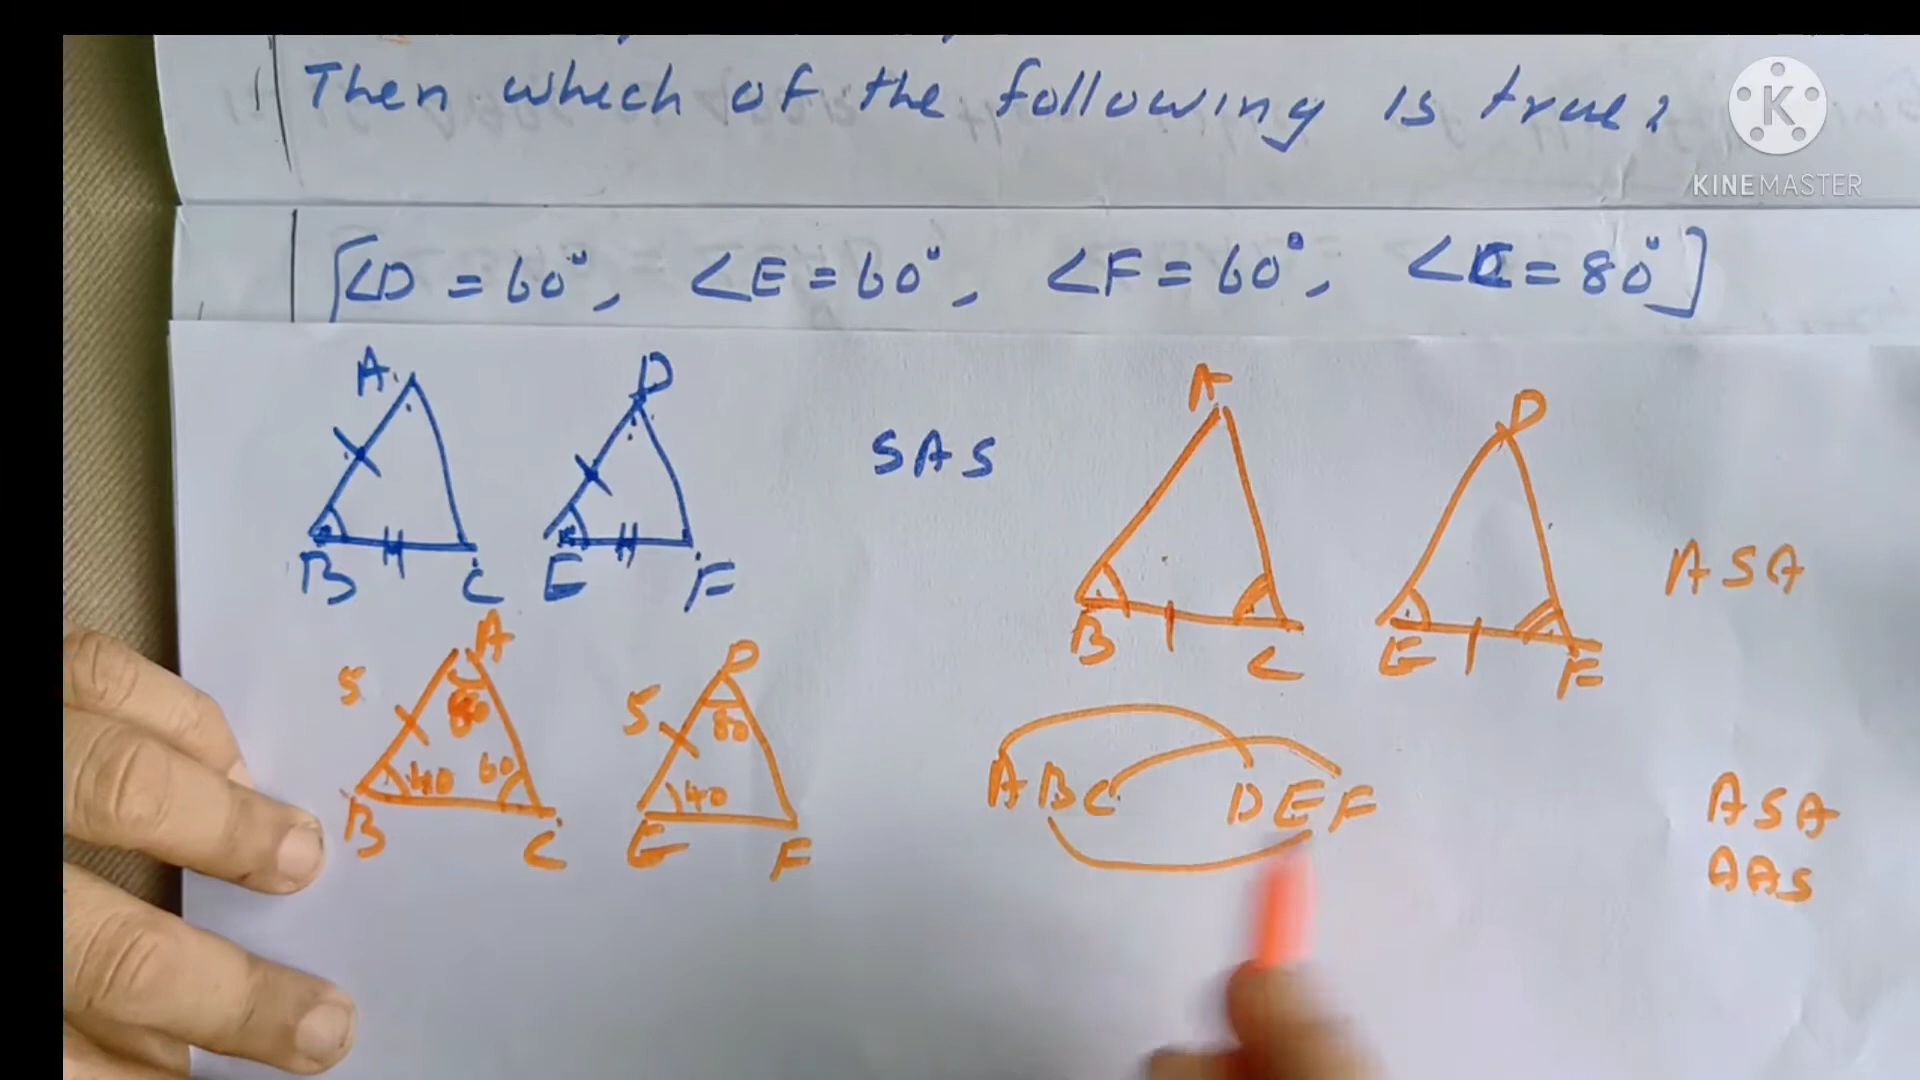 Then which of the following is true?
KINEMASTER
[∠D = 60°, ∠E = 60°, ∠F = 60°, = 80°]
A
D
SAS
B
C
E
F
A
D
ASA
B
C
E
F
A
5
80
40
60
B
C
D
5
80
40
E
F
ABC DEF
ASA
AAS